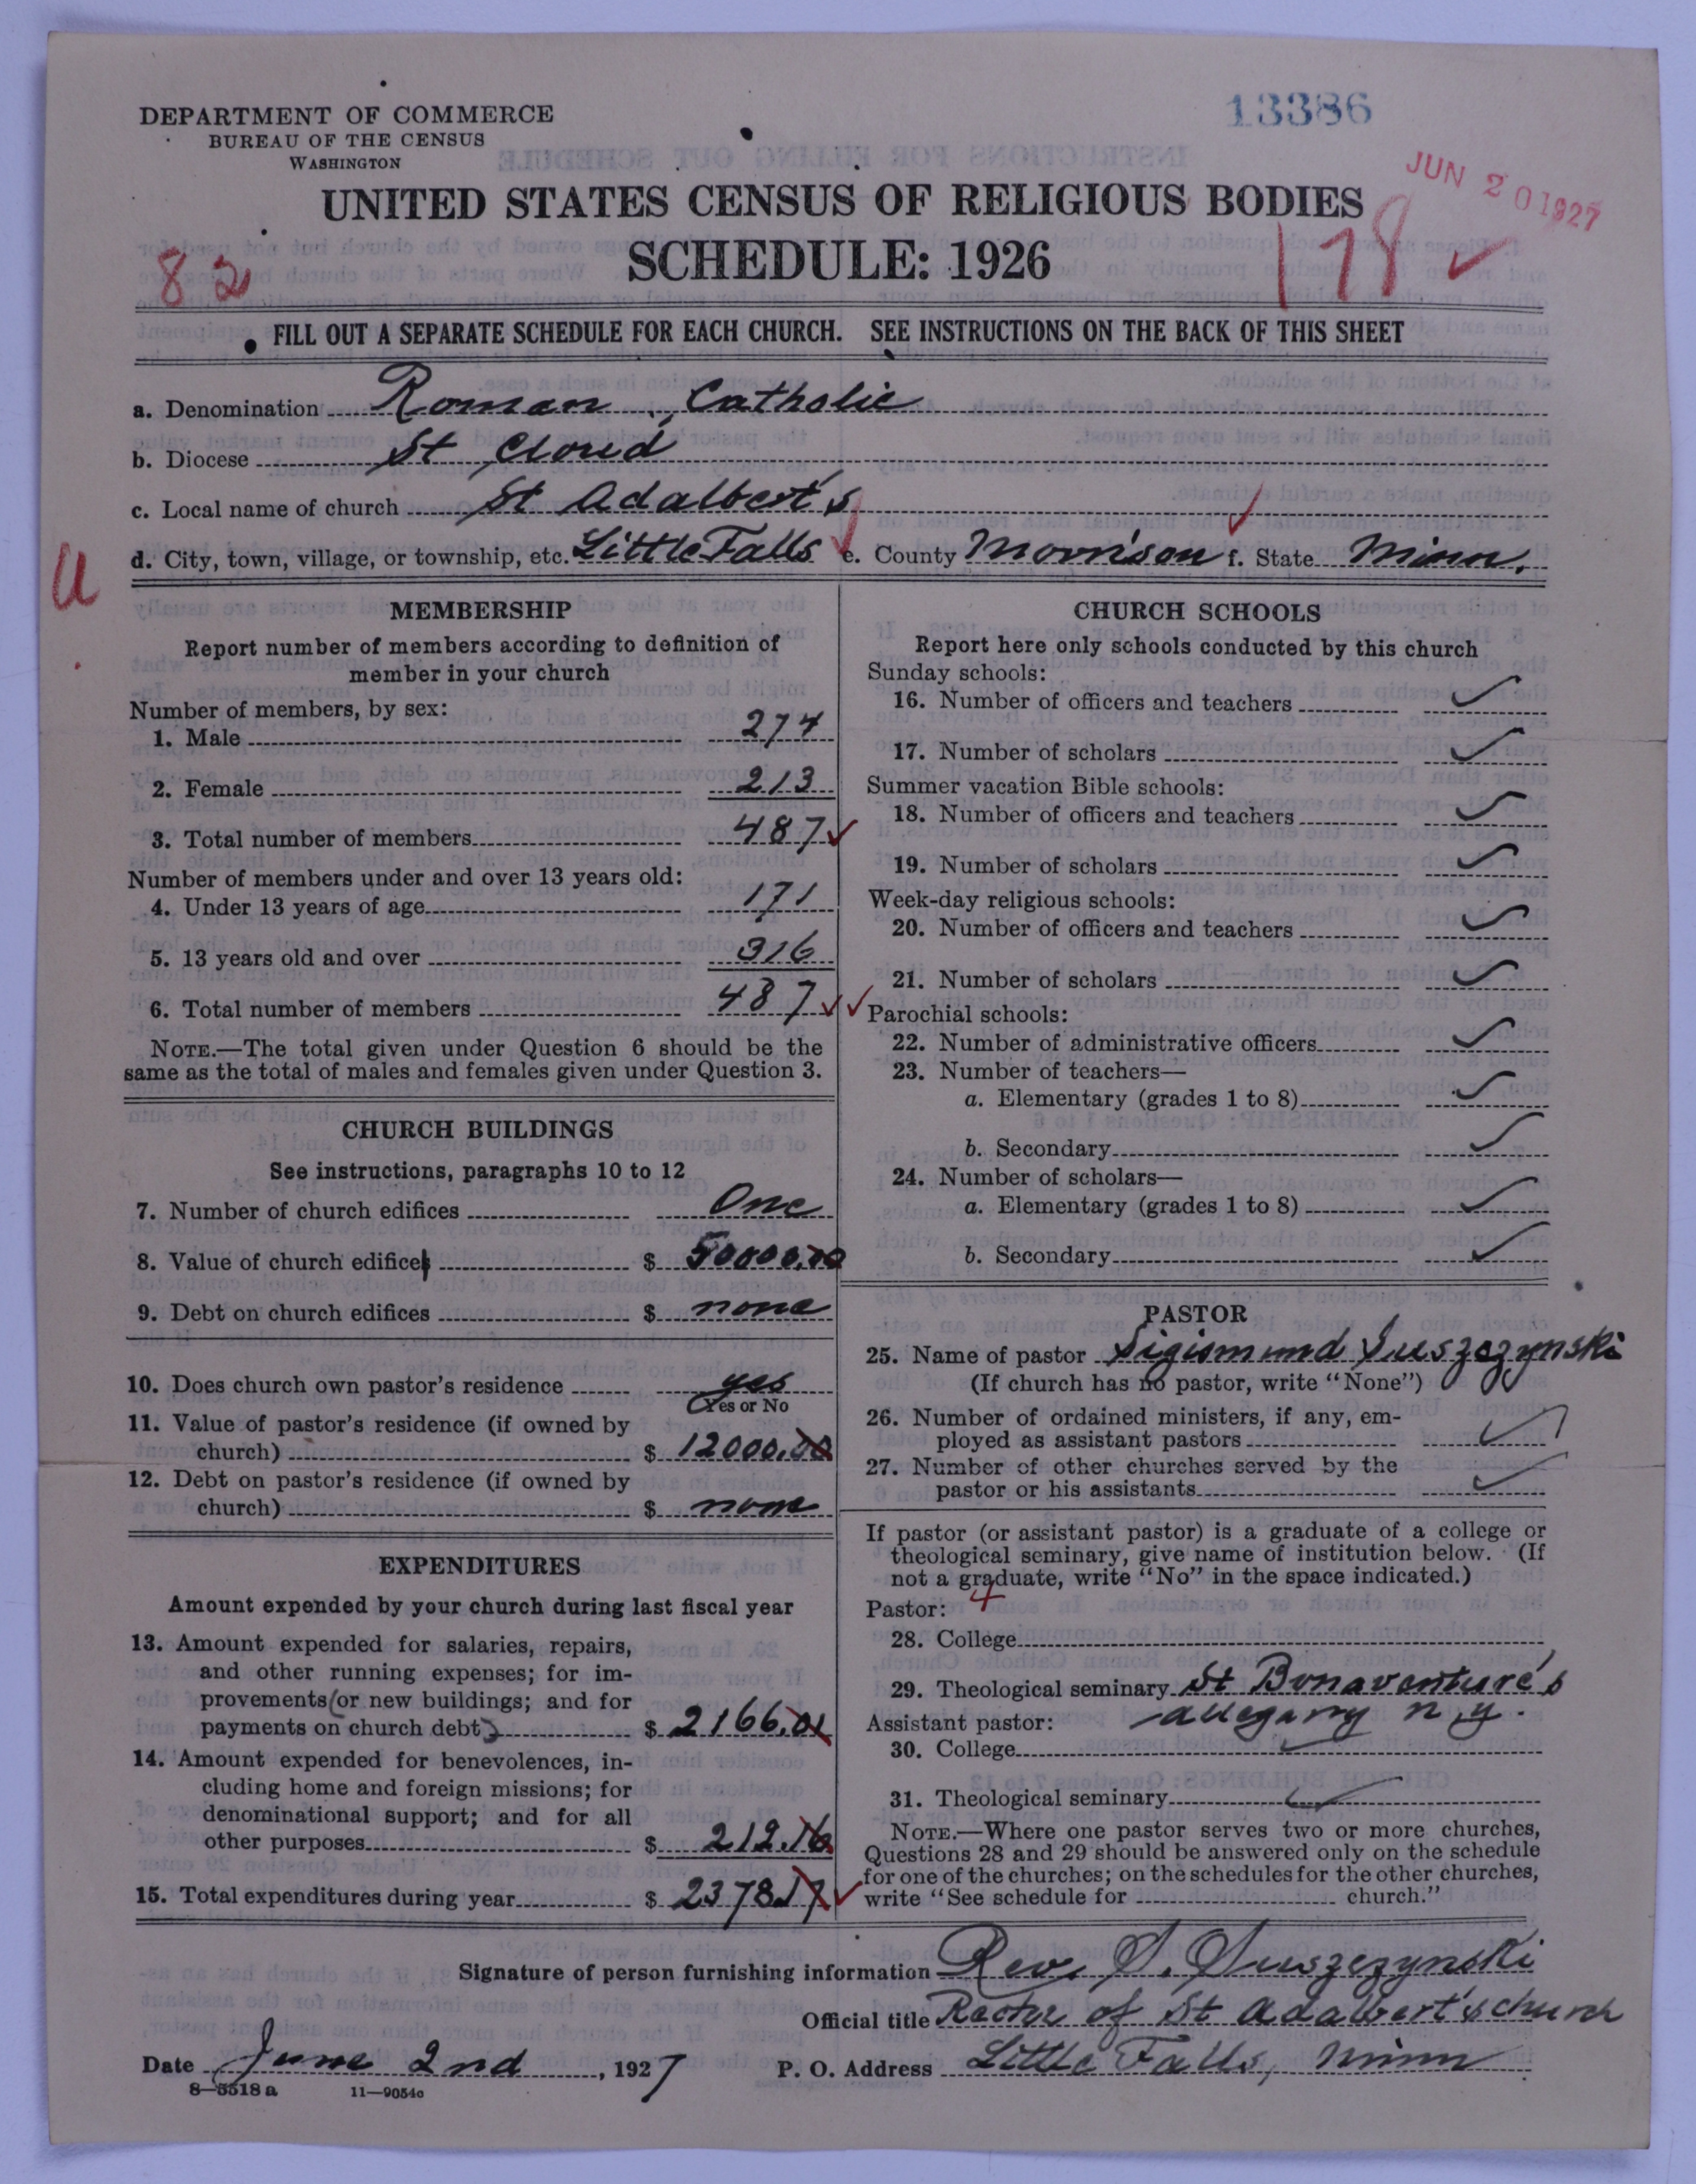 13386
DEPARTMENT OF COMMERCE
BUREAU OF THE CENSUS
WASHINGTON
JUN 20 1927
UNITED STATES CENSUS OF RELIGIOUS BODIES
SCHEDULE: 1926
82
178 ✓
FILL OUT A SEPARATE SCHEDULE FOR EACH CHURCH. SEE INSTRUCTIONS ON THE BACK OF THIS SHEET
a. Denomination Roman Catholic
b. Diocese St Cloud
c. Local name of church St Adalbert's
d. City, town, village, or township, etc. Little Falls e. County Morrison f. State Minn.
U
MEMBERSHIP
Report number of members according to definition of
member in your church
Number of members, by sex:
1. Male 274
2. Female 213
3. Total number of members 487 ✓
Number of members under and over 13 years old:
4. Under 13 years of age 171
5. 13 years old and over 316
6. Total number of members 487 ✓✓
NOTE.—The total given under Question 6 should be the
same as the total of males and females given under Question 3.
CHURCH BUILDINGS
See instructions, paragraphs 10 to 12
7. Number of church edifices One
8. Value of church edifices $ 50000.00
9. Debt on church edifices $ none
10. Does church own pastor's residence yes
Yes or No
11. Value of pastor's residence (if owned by
church) $ 12000.00
12. Debt on pastor's residence (if owned by
church) $ none
EXPENDITURES
Amount expended by your church during last fiscal year
13. Amount expended for salaries, repairs,
and other running expenses; for im-
provements (or new buildings; and for
payments on church debt) $ 2166.01
14. Amount expended for benevolences, in-
cluding home and foreign missions; for
denominational support; and for all
other purposes $ 212.16
15. Total expenditures during year $ 2378.17 ✓
CHURCH SCHOOLS
Report here only schools conducted by this church
Sunday schools:
16. Number of officers and teachers ✓
17. Number of scholars ✓
Summer vacation Bible schools:
18. Number of officers and teachers ✓
19. Number of scholars ✓
Week-day religious schools:
20. Number of officers and teachers ✓
21. Number of scholars ✓
Parochial schools:
22. Number of administrative officers ✓
23. Number of teachers—
a. Elementary (grades 1 to 8) ✓
b. Secondary ✓
24. Number of scholars—
a. Elementary (grades 1 to 8) ✓
b. Secondary ✓
PASTOR
25. Name of pastor Sigismund Suszczynski
(If church has no pastor, write "None")
26. Number of ordained ministers, if any, em-
ployed as assistant pastors ✓
27. Number of other churches served by the
pastor or his assistants ✓
If pastor (or assistant pastor) is a graduate of a college or
theological seminary, give name of institution below. (If
not a graduate, write "No" in the space indicated.)
Pastor: 4
28. College
29. Theological seminary St Bonaventure's
Assistant pastor: Allegany N.Y.
30. College ✓
31. Theological seminary ✓
NOTE.—Where one pastor serves two or more churches,
Questions 28 and 29 should be answered only on the schedule
for one of the churches; on the schedules for the other churches,
write "See schedule for church."
Signature of person furnishing information Rev. S. Suszczynski
Official title Rector of St Adalbert's church
Date June 2nd, 1927 P. O. Address Little Falls, Minn
8—5518 a 11—9054c